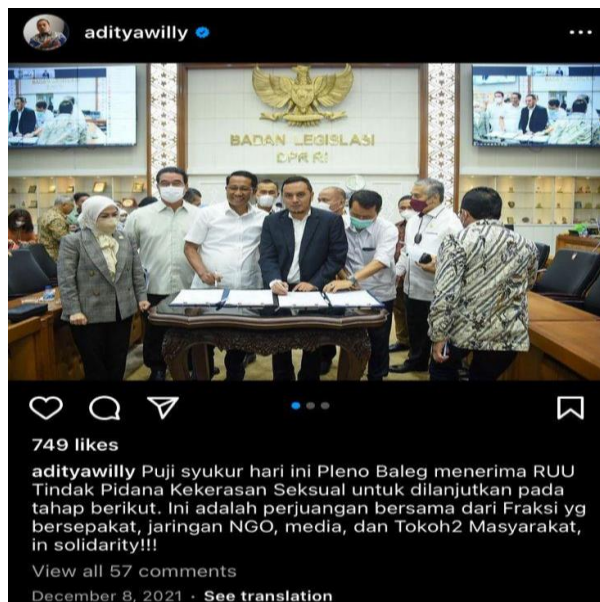 adityawilly
BADAN LEGISLASI
DPR RI
749 likes
adityawilly Puji syukur hari ini Pleno Baleg menerima RUU
Tindak Pidana Kekerasan Seksual untuk dilanjutkan pada
tahap berikut. Ini adalah perjuangan bersama dari Fraksi yg
bersepakat, jaringan NGO, media, dan Tokoh2 Masyarakat,
in solidarity!!!
View all 57 comments
December 8, 2021 · See translation